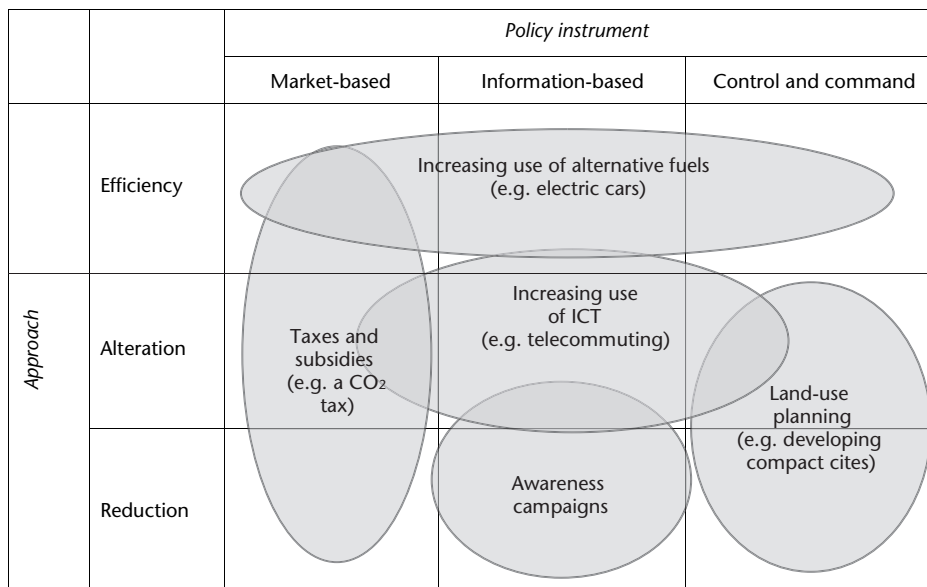 Policy instrument
Market-based
Information-based
Control and command
Approach
Efficiency
Increasing use of alternative fuels
(e.g. electric cars)
Alteration
Taxes and
subsidies
(e.g. a CO₂
tax)
Increasing use
of ICT
(e.g. telecommuting)
Land-use
planning
(e.g. developing
compact cites)
Reduction
Awareness
campaigns